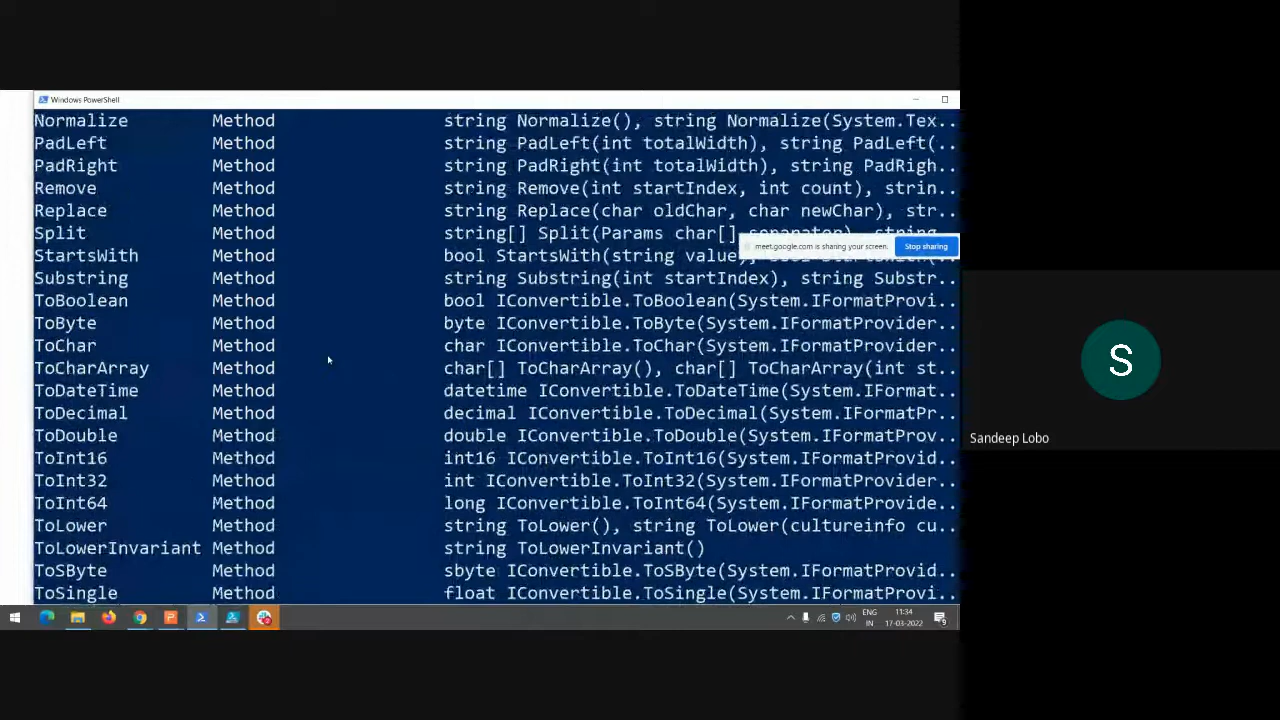 Windows PowerShell
Normalize Method string Normalize(), string Normalize(System.Tex...
PadLeft Method string PadLeft(int totalWidth), string PadLeft(...
PadRight Method string PadRight(int totalWidth), string PadRigh...
Remove Method string Remove(int startIndex, int count), strin...
Replace Method string Replace(char oldChar, char newChar), str...
Split Method string[] Split(Params char[] separator), string...
meet.google.com is sharing your screen. Stop sharing
StartsWith Method bool StartsWith(string value
Substring Method string Substring(int startIndex), string Substr...
ToBoolean Method bool IConvertible.ToBoolean(System.IFormatProvi...
ToByte Method byte IConvertible.ToByte(System.IFormatProvider...
ToChar Method char IConvertible.ToChar(System.IFormatProvider...
ToCharArray Method char[] ToCharArray(), char[] ToCharArray(int st...
ToDateTime Method datetime IConvertible.ToDateTime(System.IFormat...
ToDecimal Method decimal IConvertible.ToDecimal(System.IFormatPr...
ToDouble Method double IConvertible.ToDouble(System.IFormatProv...
ToInt16 Method int16 IConvertible.ToInt16(System.IFormatProvid...
ToInt32 Method int IConvertible.ToInt32(System.IFormatProvider...
ToInt64 Method long IConvertible.ToInt64(System.IFormatProvide...
ToLower Method string ToLower(), string ToLower(cultureinfo cu...
ToLowerInvariant Method string ToLowerInvariant()
ToSByte Method sbyte IConvertible.ToSByte(System.IFormatProvid...
ToSingle Method float IConvertible.ToSingle(System.IFormatProvi...
ENG
IN
11:34
17-03-2022
S
Sandeep Lobo